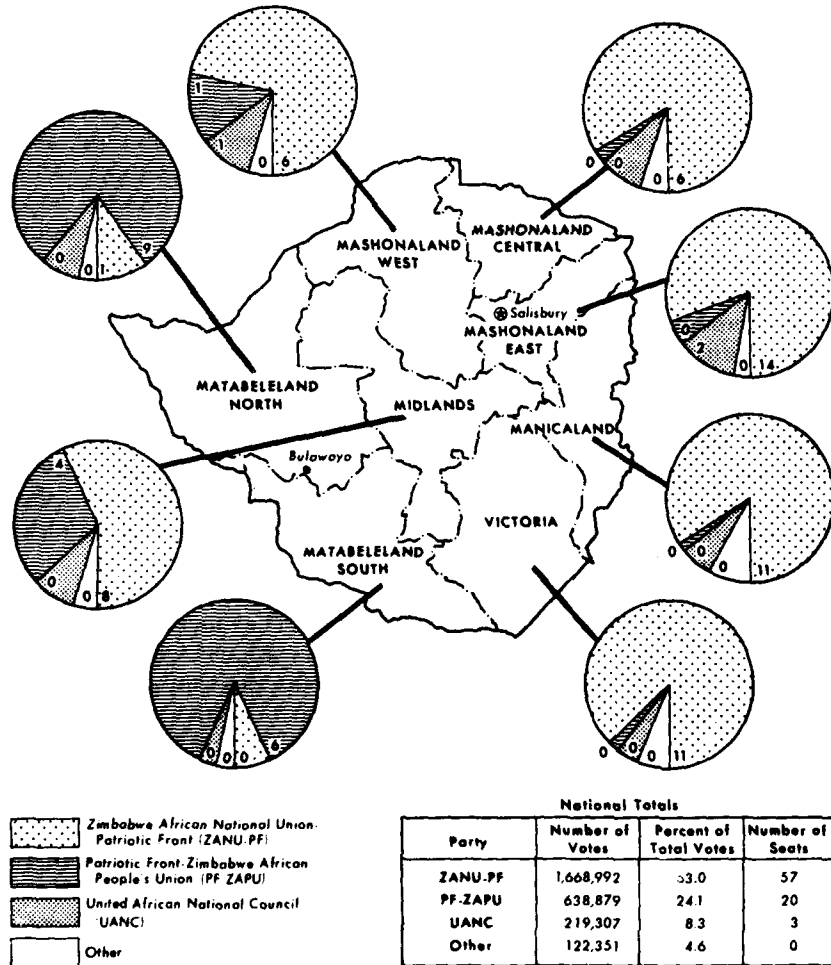 1
1
0
6
0
0
0
6
9
0
0
1
MASHONALAND
WEST
MASHONALAND
CENTRAL
Salisbury
MASHONALAND
EAST
0
2
0
14
MATABELELAND
NORTH
MIDLANDS
MANICALAND
Bulawayo
4
0
0
8
VICTORIA
MATABELELAND
SOUTH
0
0
0
11
6
0
0
0
0
0
0
11
Zimbabwe African National Union-
Patriotic Front (ZANU-PF)
Patriotic Front-Zimbabwe African
People's Union (PF ZAPU)
United African National Council
(UANC)
Other
National Totals
Party Number of Votes Percent of Total Votes Number of Seats
ZANU-PF 1,668,992 53.0 57
PF-ZAPU 638,879 24.1 20
UANC 219,307 8.3 3
Other 122,351 4.6 0